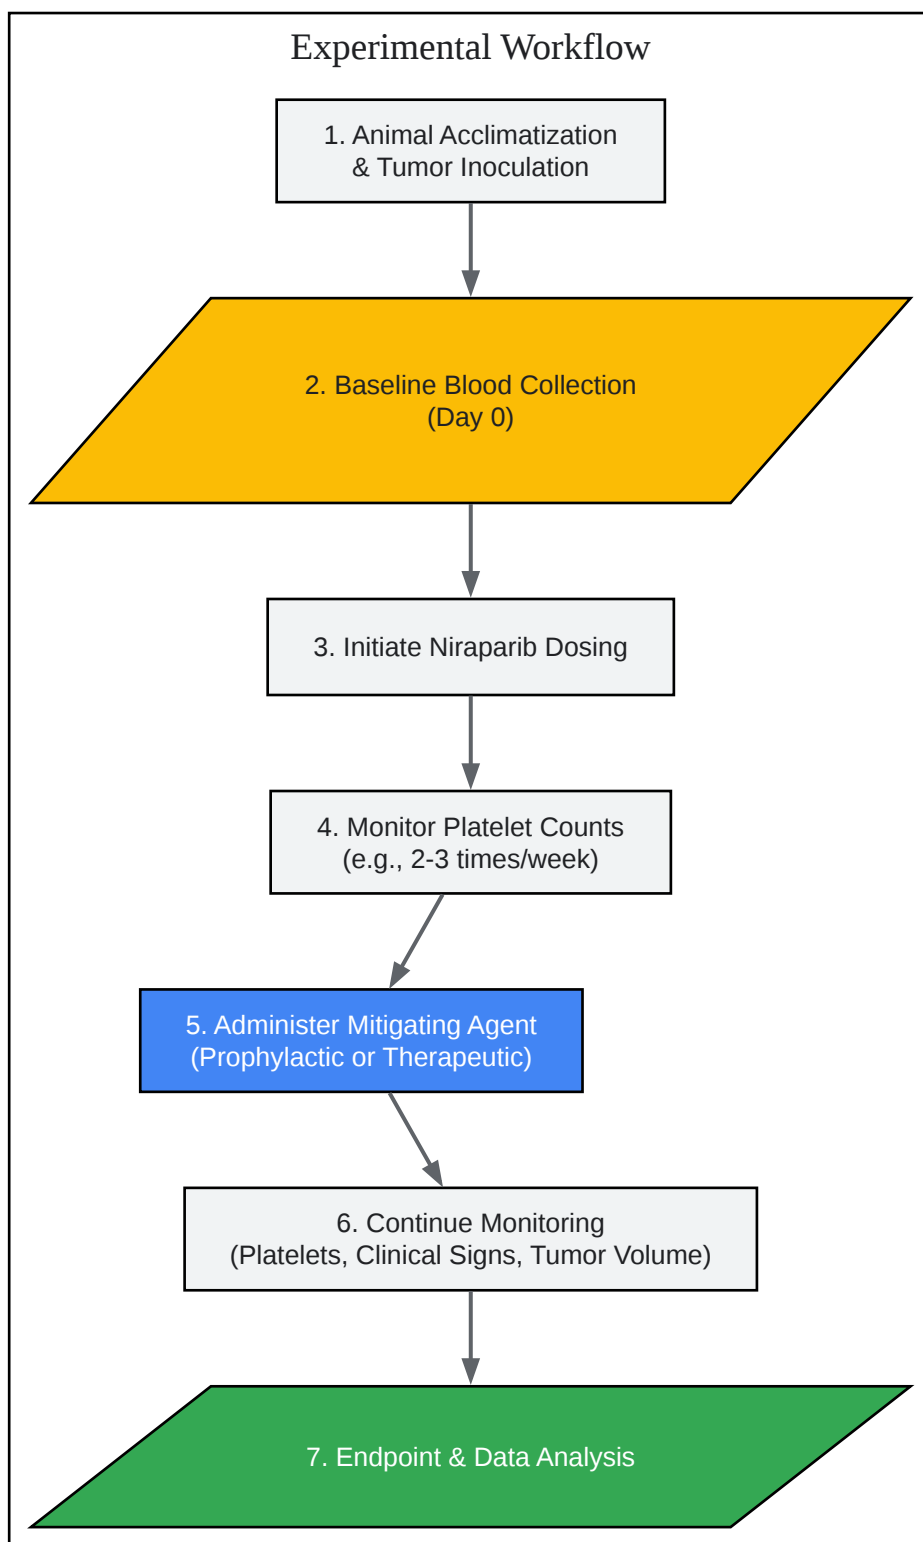 Experimental Workflow
1. Animal Acclimatization
& Tumor Inoculation
2. Baseline Blood Collection
(Day 0)
3. Initiate Niraparib Dosing
4. Monitor Platelet Counts
(e.g., 2-3 times/week)
5. Administer Mitigating Agent
(Prophylactic or Therapeutic)
6. Continue Monitoring
(Platelets, Clinical Signs, Tumor Volume)
7. Endpoint & Data Analysis